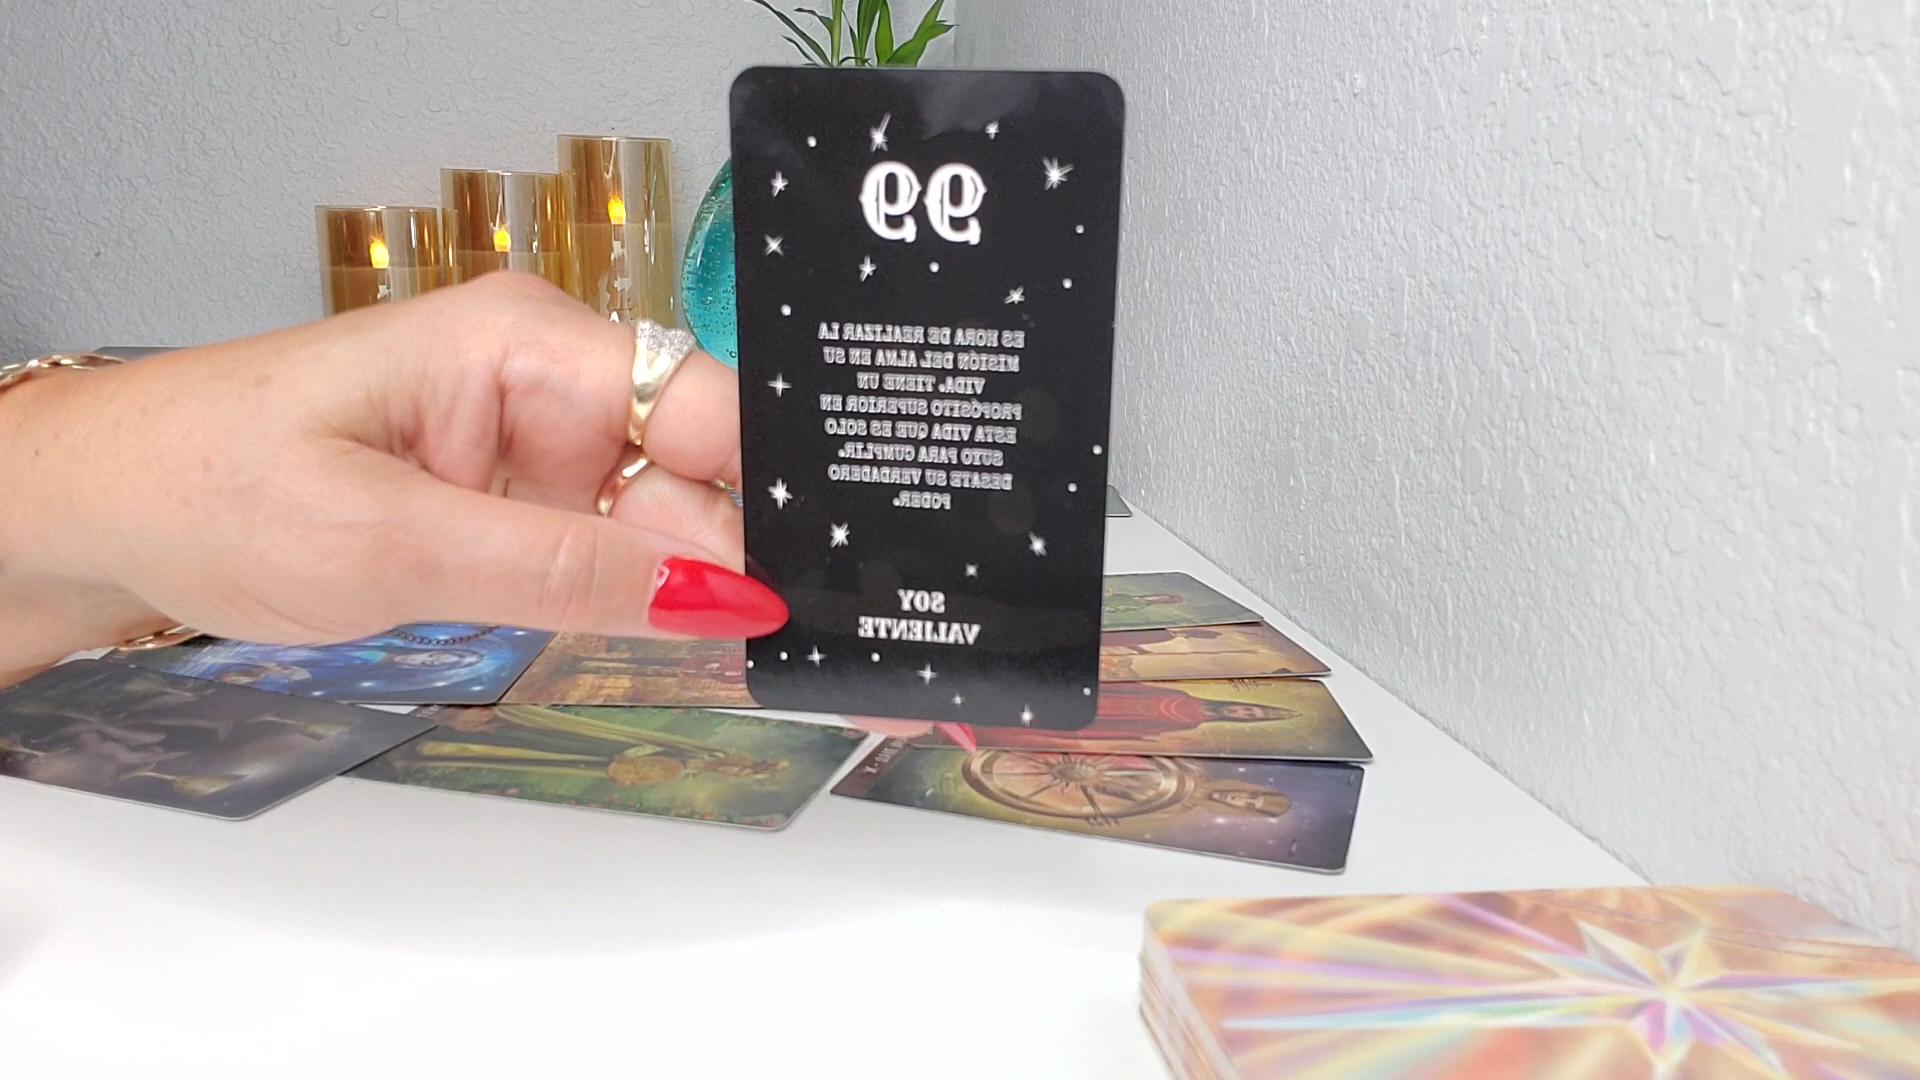 99
ES HORA DE REALIZAR LA
MISIÓN DEL ALMA EN SU
VIDA. TIENE UN
PROPÓSITO SUPERIOR EN
ESTA VIDA QUE ES SOLO
SUYO PARA CUMPLIR.
DESATE SU VERDADERO
PODER.
SOY
VALIENTE